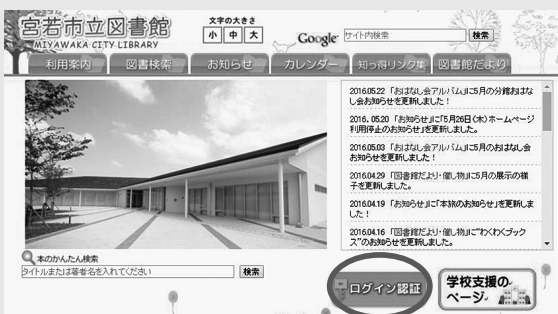 宮若市立図書館
MIYAWAKA CITY LIBRARY
文字の大きさ
小 中 大
Google サイト内検索 検索
利用案内 図書検索 お知らせ カレンダー 知っ得リンク集 図書館だより
2016.05.22 「おはなし会アルバム」に5月の分館おはな
し会お知らせを更新しました！
2016. 05.20 「お知らせ」に「5月26日(木)ホームページ
利用停止のお知らせ」を更新しました。
2016.05.03 「おはなし会アルバム」に5月のおはなし会
お知らせを更新しました！
2016.04.29 「図書館だより・催し物」に5月の展示の様
子を更新しました。
2016.04.19 「お知らせ」に「本旅のお知らせ」を更新しま
した！
2016.04.16 「図書館だより・催し物」に“わくわくブック
ス”のお知らせを更新しました。
本のかんたん検索
タイトルまたは著者名を入れてください 検索
ログイン認証
学校支援の
ページ